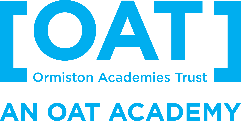 [OAT]
Ormiston Academies Trust
AN OAT ACADEMY